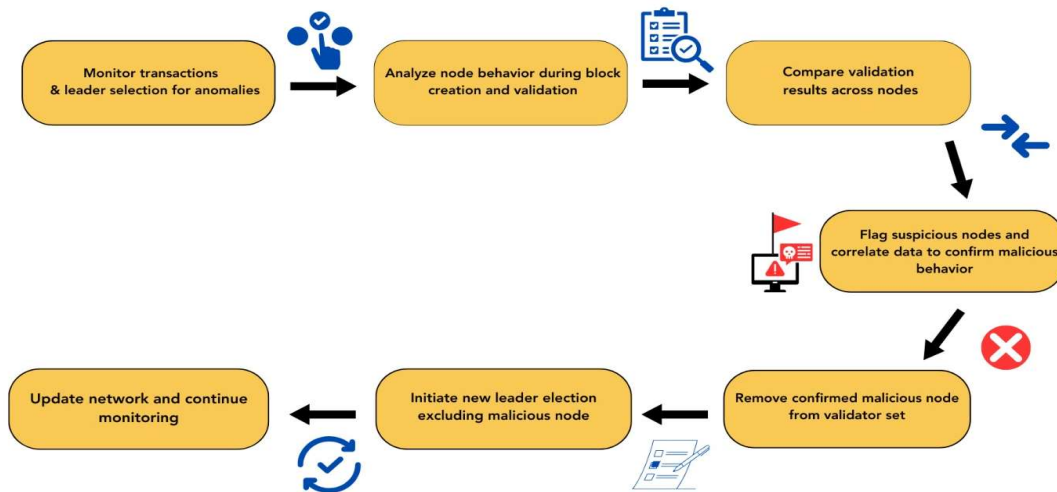 Monitor transactions
& leader selection for anomalies
Analyze node behavior during block
creation and validation
Compare validation
results across nodes
Flag suspicious nodes and
correlate data to confirm malicious
behavior
Remove confirmed malicious node
from validator set
Initiate new leader election
excluding malicious node
Update network and continue
monitoring